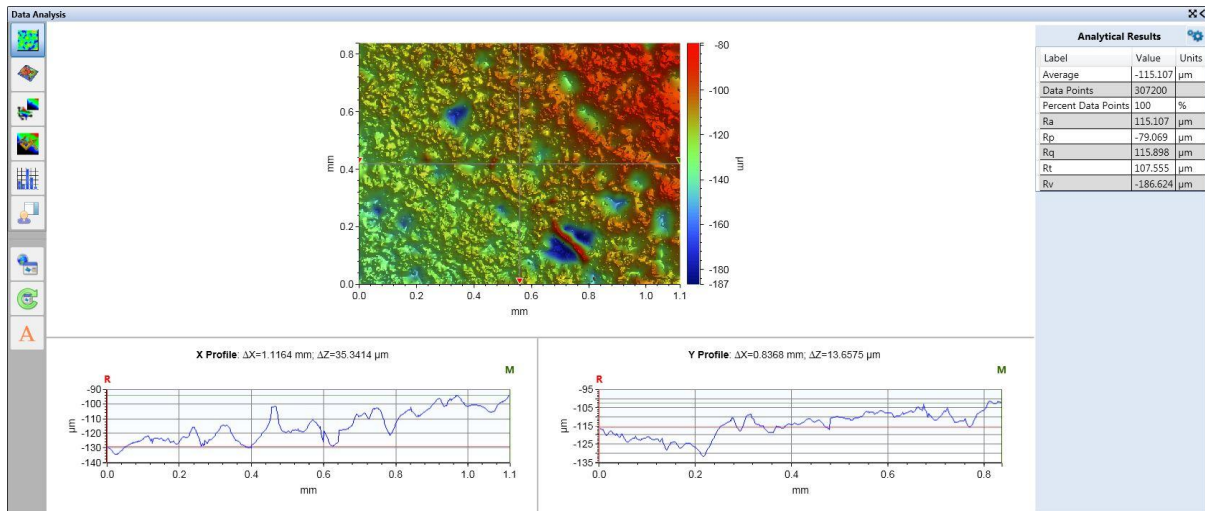 Data Analysis
0.8
0.6
0.4
0.2
0.0
mm
0.0 0.2 0.4 0.6 0.8 1.0 1.1
mm
-80
-100
-120
-140
-160
-180
-187
µm
Analytical Results
Label Value Units
Average -115.107 µm
Data Points 307200
Percent Data Points 100 %
Ra 115.107 µm
Rp -79.069 µm
Rq 115.898 µm
Rt 107.555 µm
Rv -186.624 µm
A
X Profile: ΔX=1.1164 mm; ΔZ=35.3414 µm
R M
-90
-100
-110
-120
-130
-140
µm
0.0 0.2 0.4 0.6 0.8 1.0 1.1
mm
Y Profile: ΔX=0.8368 mm; ΔZ=13.6575 µm
R M
-95
-105
-115
-125
-135
µm
0.0 0.2 0.4 0.6 0.8
mm